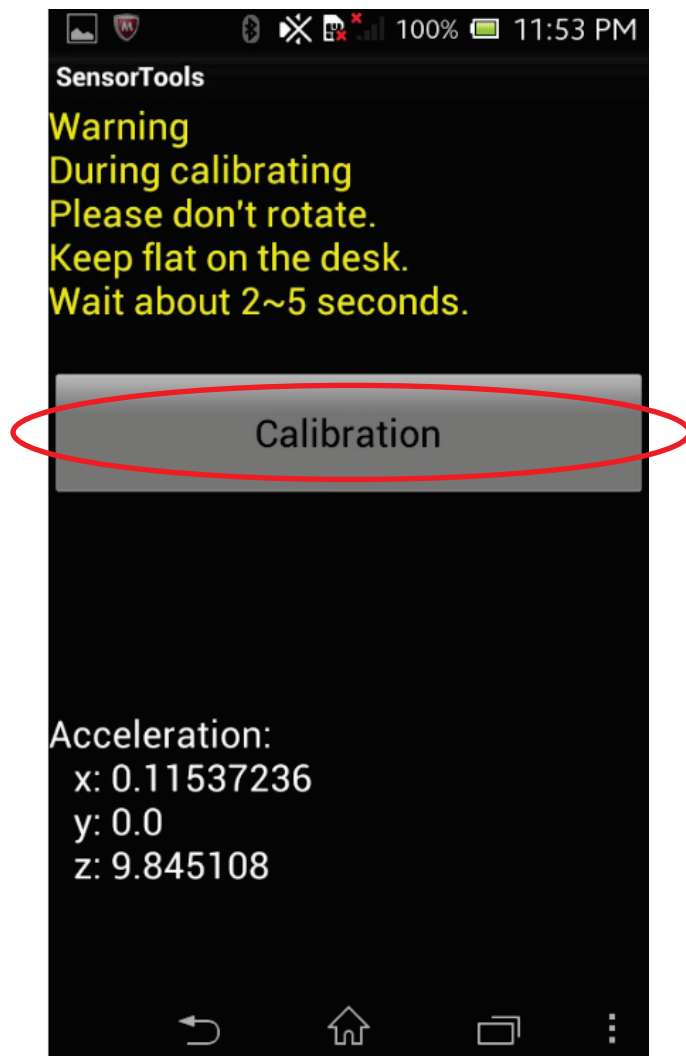 100% 11:53 PM
SensorTools
Warning
During calibrating
Please don't rotate.
Keep flat on the desk.
Wait about 2~5 seconds.
Calibration
Acceleration:
x: 0.11537236
y: 0.0
z: 9.845108